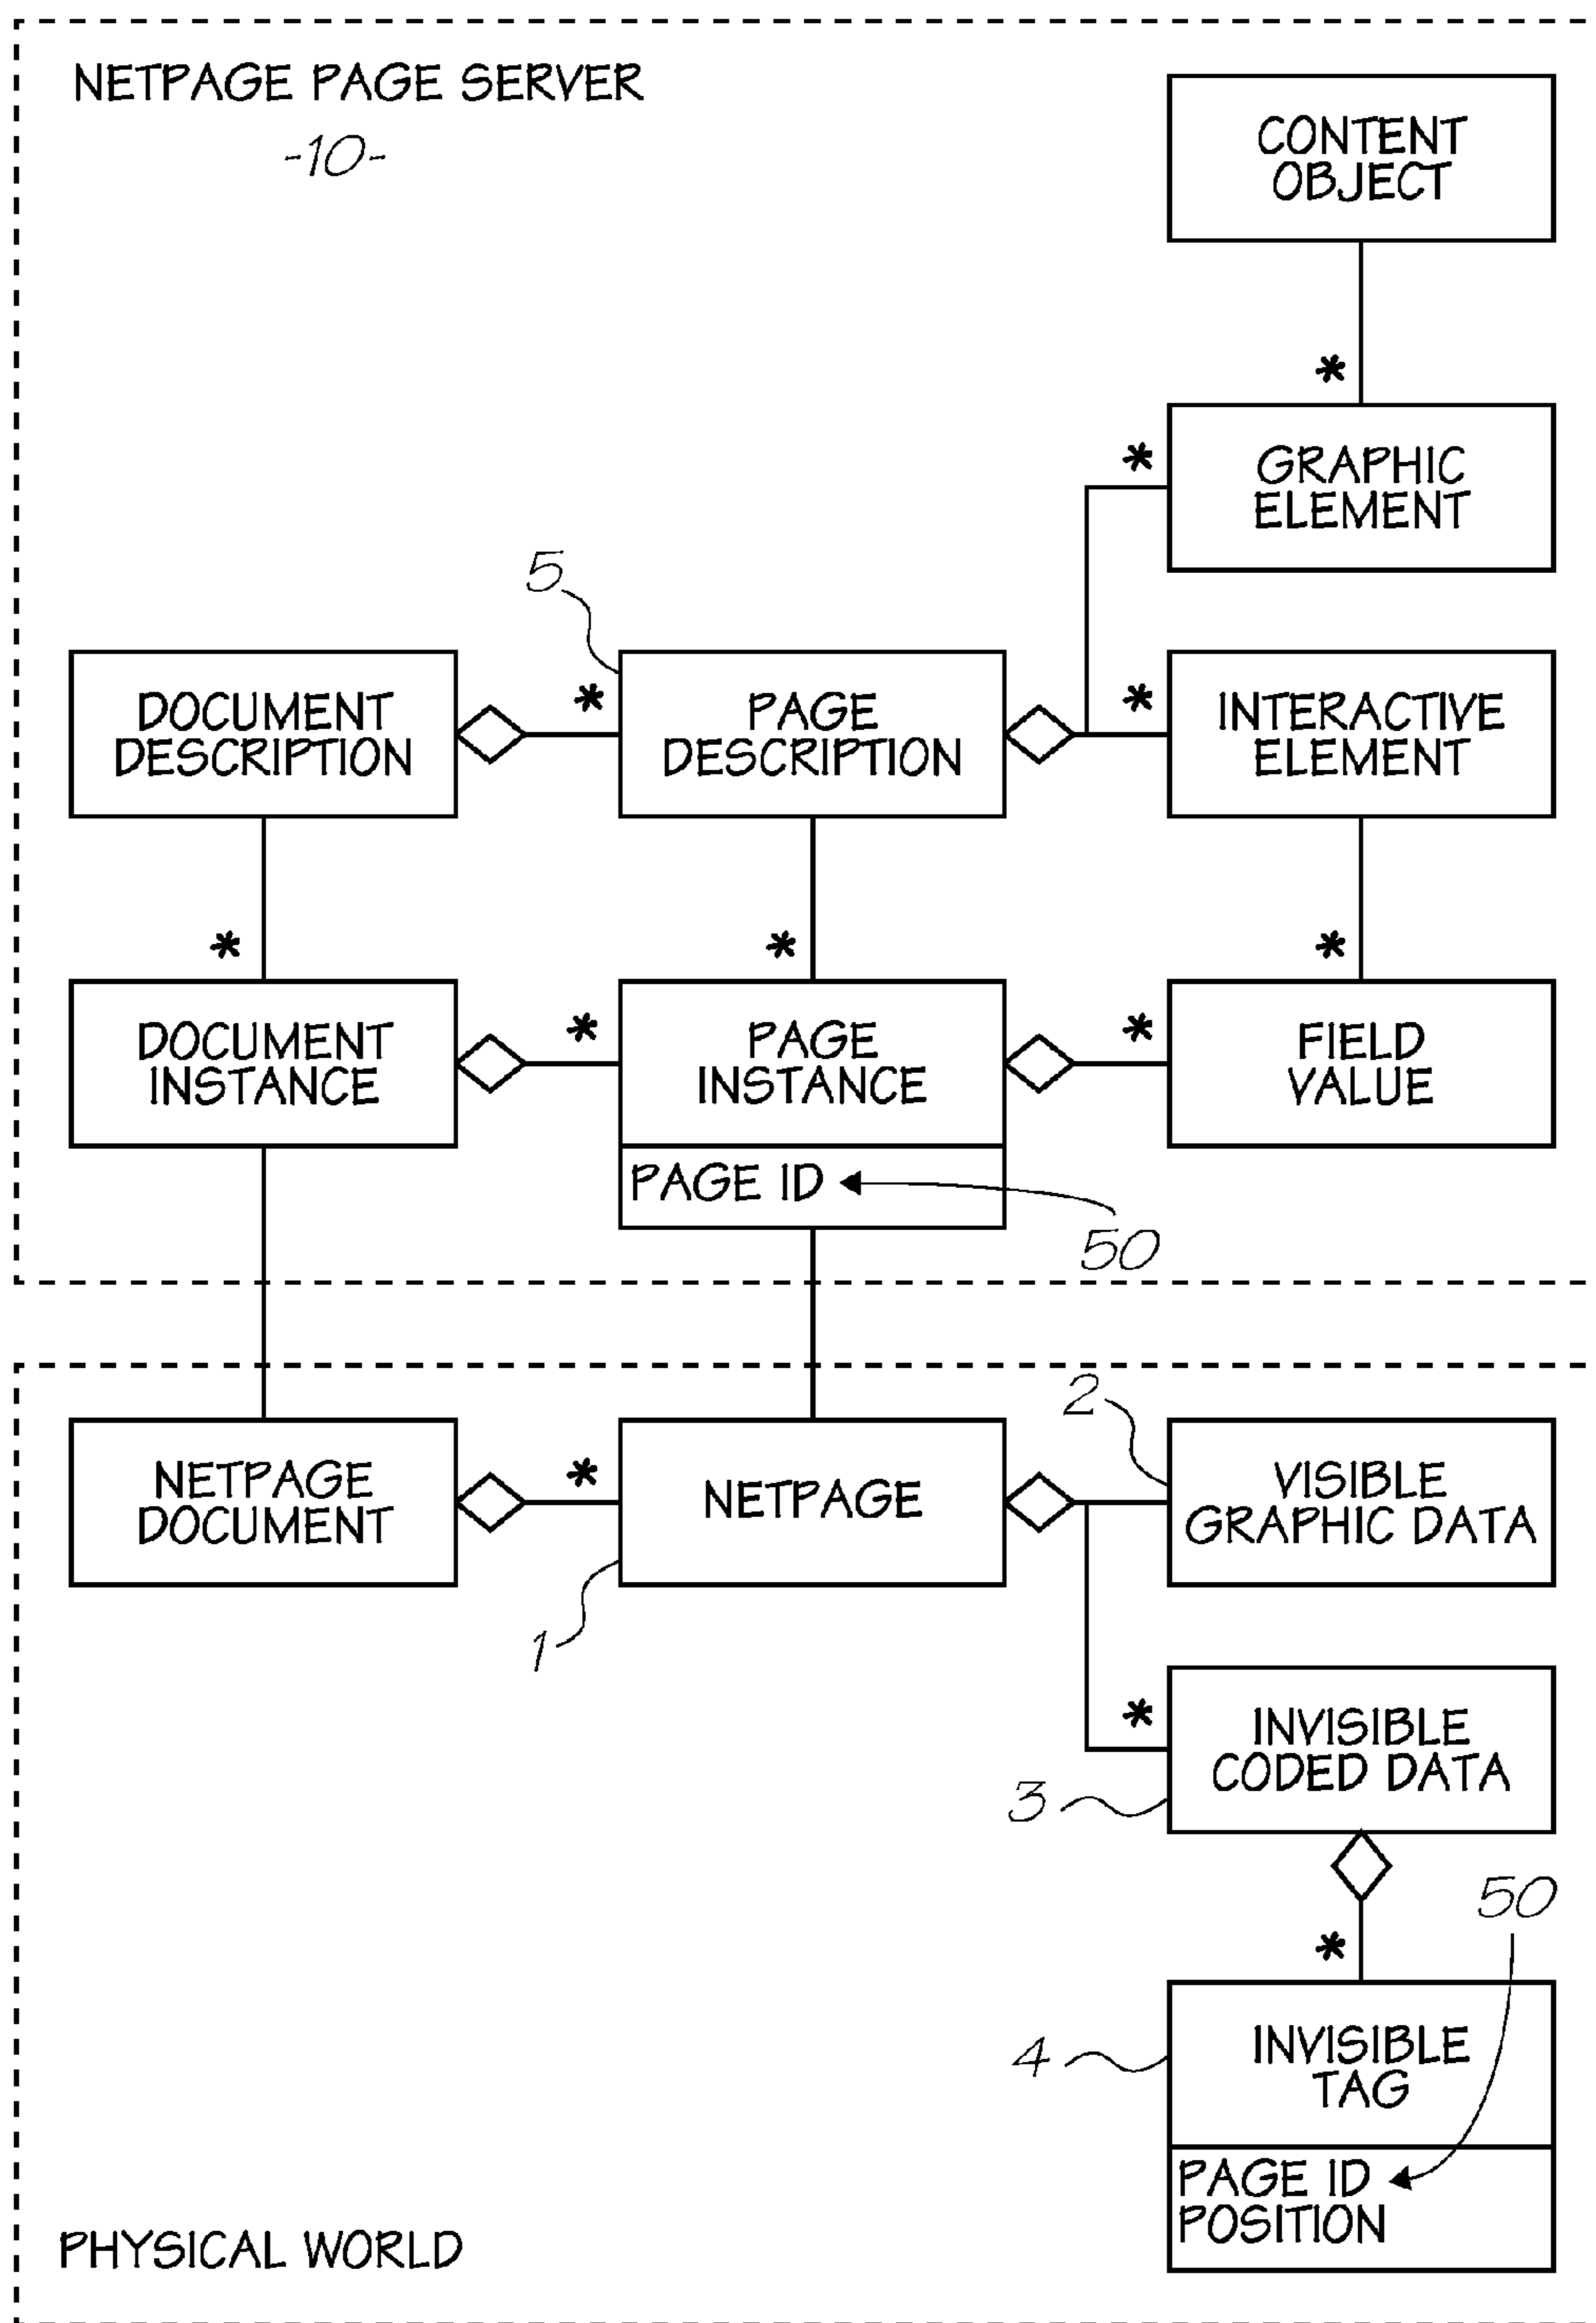 NETPAGE PAGE SERVER
-10-
CONTENT
OBJECT
*
*
GRAPHIC
ELEMENT
5
DOCUMENT
DESCRIPTION
*
PAGE
DESCRIPTION
*
INTERACTIVE
ELEMENT
*
*
*
DOCUMENT
INSTANCE
*
PAGE
INSTANCE
*
FIELD
VALUE
PAGE ID
50
2
NETPAGE
DOCUMENT
*
NETPAGE
VISIBLE
GRAPHIC DATA
1
*
INVISIBLE
CODED DATA
3
50
*
4
INVISIBLE
TAG
PAGE ID
POSITION
PHYSICAL WORLD